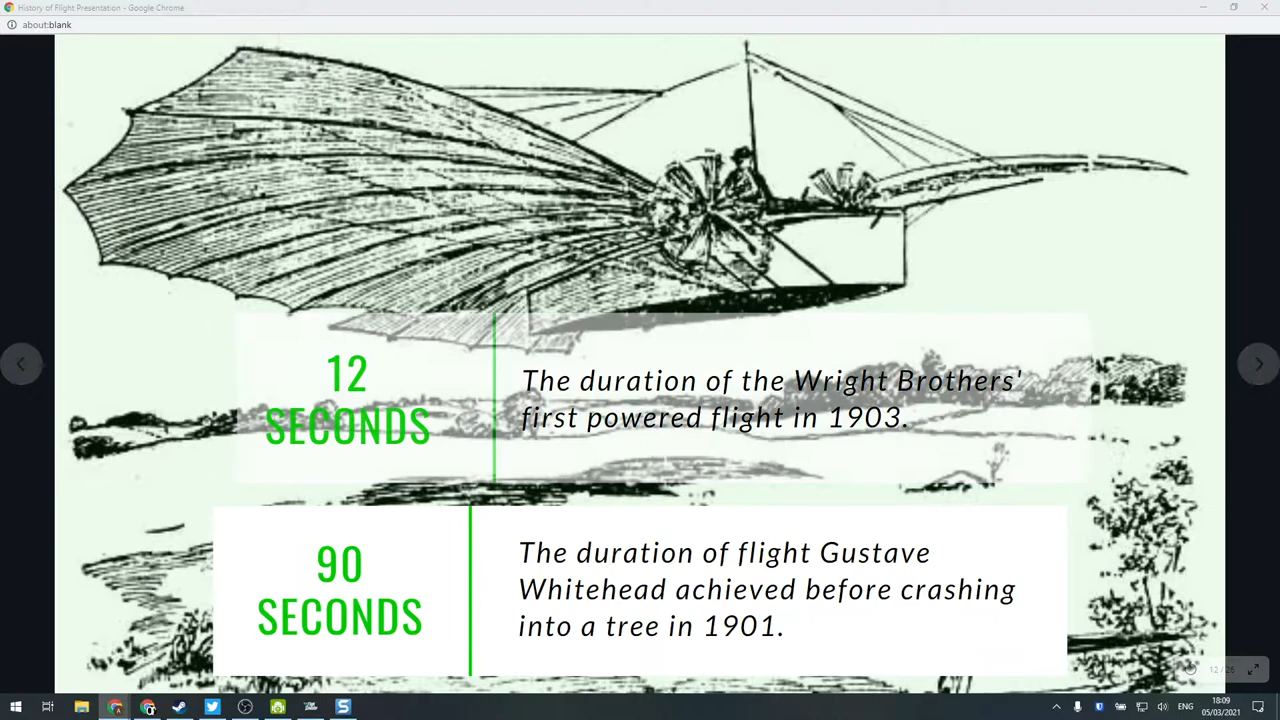 History of Flight Presentation - Google Chrome
about:blank
12
SECONDS
The duration of the Wright Brothers'
first powered flight in 1903.
90
SECONDS
The duration of flight Gustave
Whitehead achieved before crashing
into a tree in 1901.
12 / 26
ENG
18:09
05/03/2021